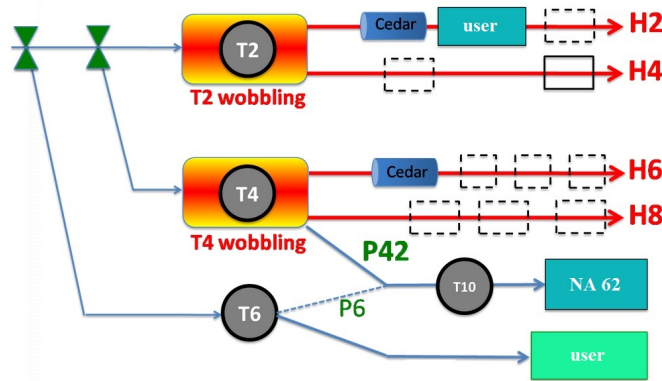 Cedar
user
H2
T2
H4
T2 wobbling
Cedar
H6
T4
H8
T4 wobbling
P42
T10
NA 62
P6
T6
user